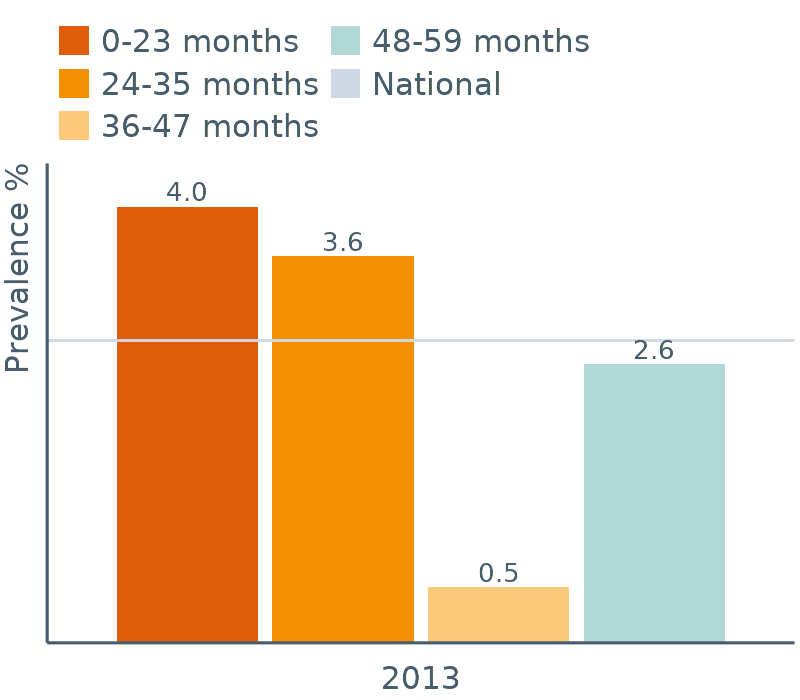 0-23 months
24-35 months
36-47 months
48-59 months
National
Prevalence %
4.0
3.6
0.5
2.6
2013